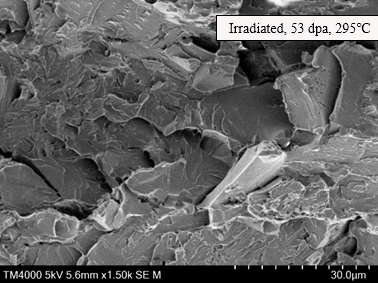 Irradiated, 53 dpa, 295°C
TM4000 5kV 5.6mm x1.50k SE M
30.0µm